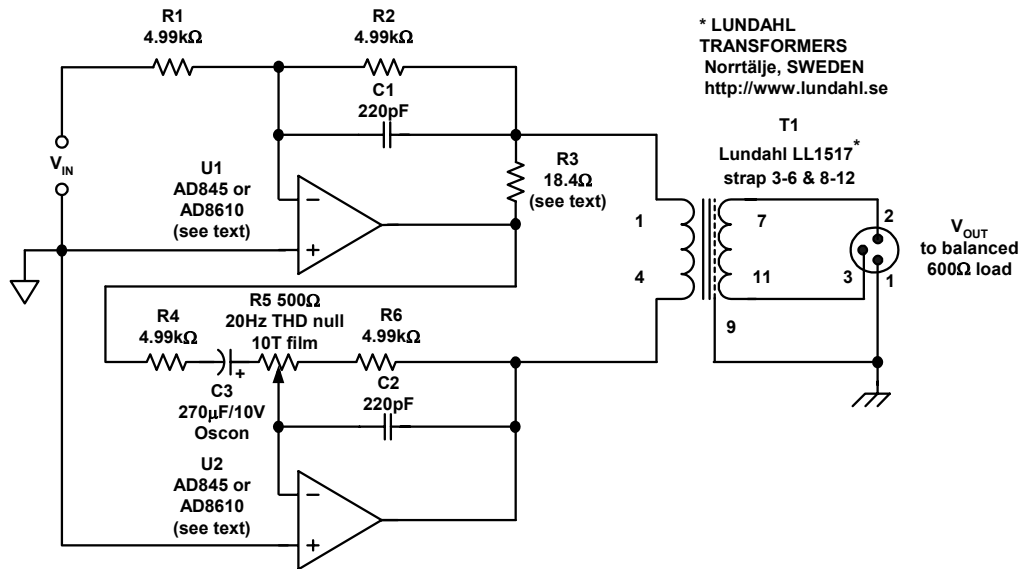 R1
4.99kΩ
R2
4.99kΩ
* LUNDAHL
TRANSFORMERS
Norrtälje, SWEDEN
http://www.lundahl.se
C1
220pF
V_IN
U1
AD845 or
AD8610
(see text)
R3
18.4Ω
(see text)
T1
Lundahl LL1517*
strap 3-6 & 8-12
1
4
7
11
9
2
3
1
V_OUT
to balanced
600Ω load
−
+
R4
4.99kΩ
R5 500Ω
20Hz THD null
10T film
R6
4.99kΩ
+
C3
270μF/10V
Oscon
C2
220pF
U2
AD845 or
AD8610
(see text)
−
+